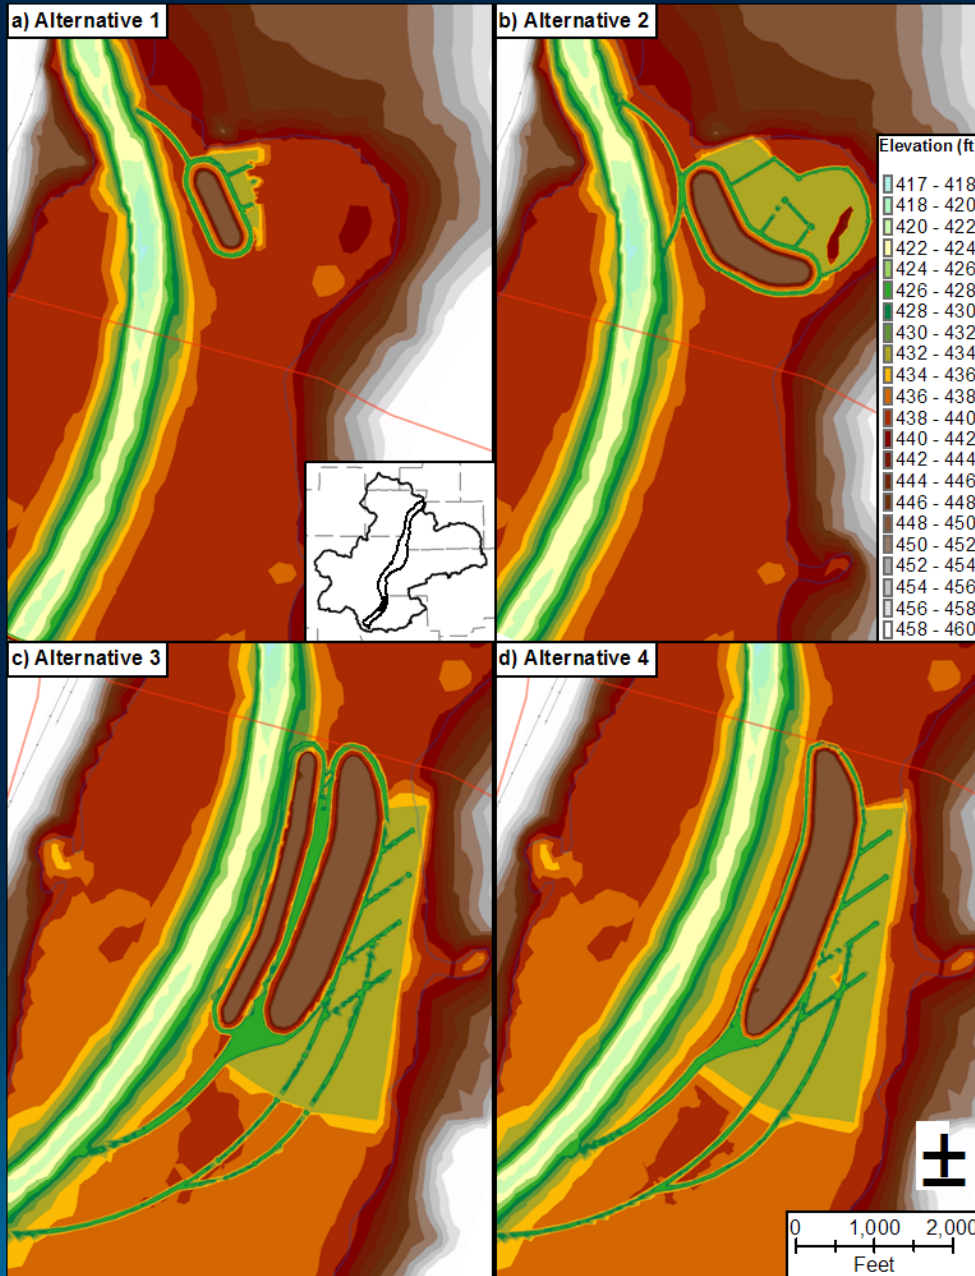 a) Alternative 1
b) Alternative 2
Elevation (ft
417 - 418
418 - 420
420 - 422
422 - 424
424 - 426
426 - 428
428 - 430
430 - 432
432 - 434
434 - 436
436 - 438
438 - 440
440 - 442
442 - 444
444 - 446
446 - 448
448 - 450
450 - 452
452 - 454
454 - 456
456 - 458
458 - 460
c) Alternative 3
d) Alternative 4
±
0 1,000 2,000
Feet